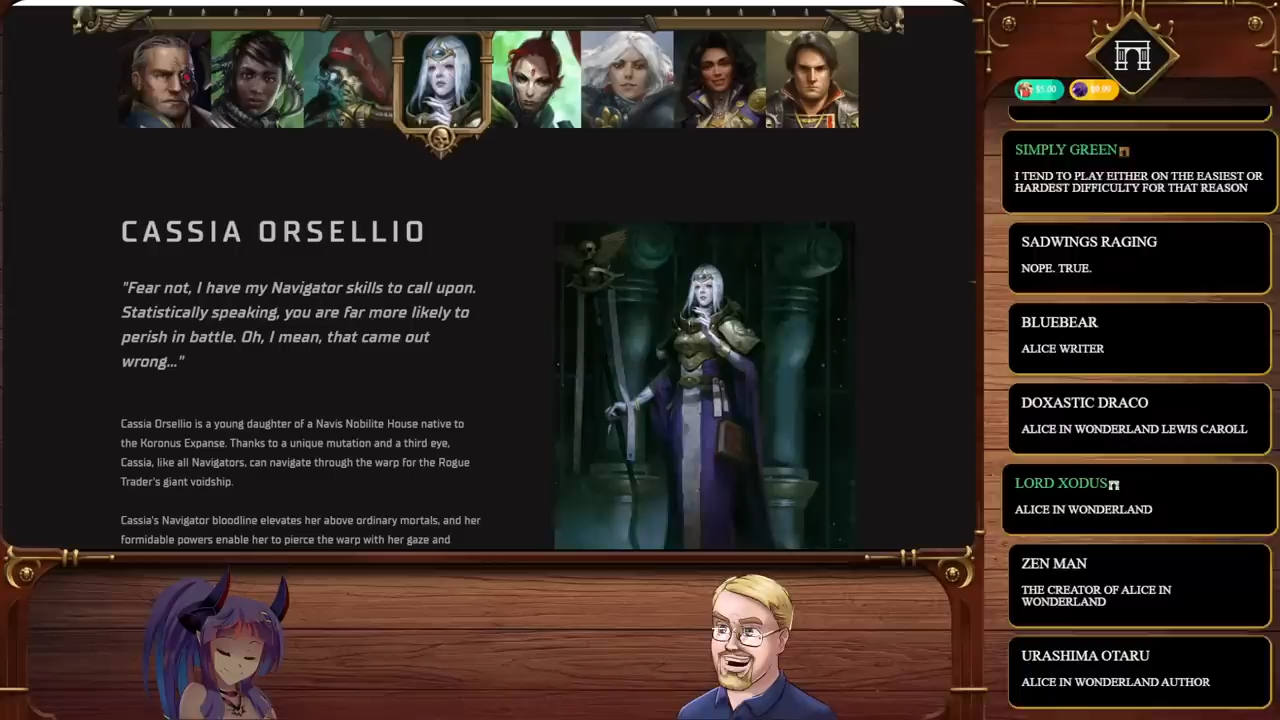 CASSIA ORSELLIO
"Fear not, I have my Navigator skills to call upon.
Statistically speaking, you are far more likely to
perish in battle. Oh, I mean, that came out
wrong..."
Cassia Orsellio is a young daughter of a Navis Nobilite House native to
the Koronus Expanse. Thanks to a unique mutation and a third eye,
Cassia, like all Navigators, can navigate through the warp for the Rogue
Trader's giant voidship.
Cassia's Navigator bloodline elevates her above ordinary mortals, and her
formidable powers enable her to pierce the warp with her gaze and
$5.00
$9.99
SIMPLY GREEN
I TEND TO PLAY EITHER ON THE EASIEST OR
HARDEST DIFFICULTY FOR THAT REASON
SADWINGS RAGING
NOPE. TRUE.
BLUEBEAR
ALICE WRITER
DOXASTIC DRACO
ALICE IN WONDERLAND LEWIS CAROLL
LORD XODUS
ALICE IN WONDERLAND
ZEN MAN
THE CREATOR OF ALICE IN
WONDERLAND
URASHIMA OTARU
ALICE IN WONDERLAND AUTHOR